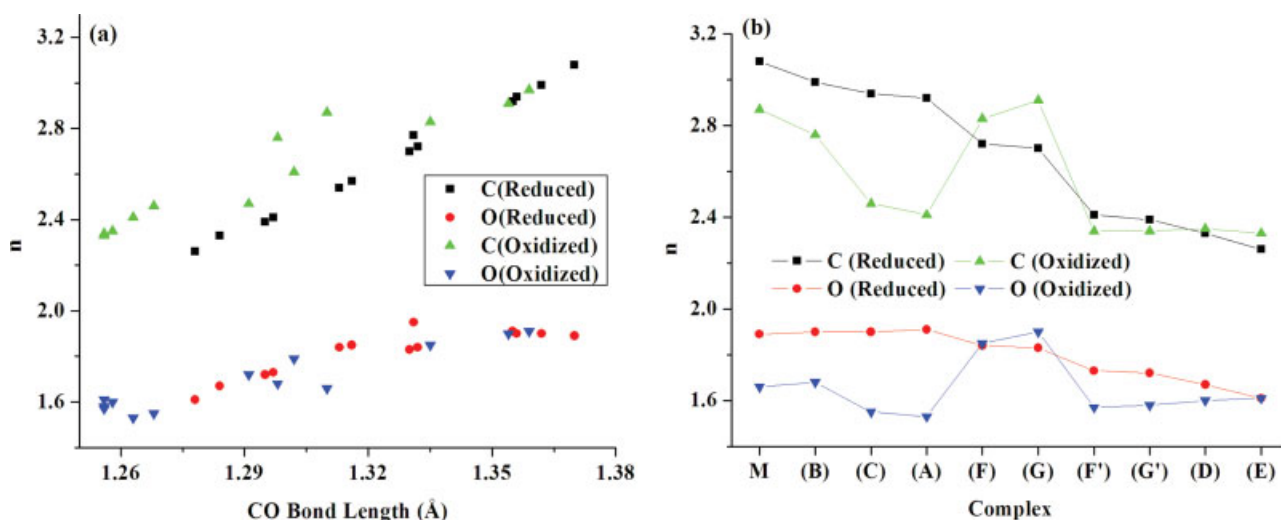 (a)
n
3.2
2.8
2.4
2.0
1.6
C(Reduced)
O(Reduced)
C(Oxidized)
O(Oxidized)
1.26 1.29 1.32 1.35 1.38
CO Bond Length (Å)
(b)
n
3.2
2.8
2.4
2.0
1.6
C (Reduced) C (Oxidized)
O (Reduced) O (Oxidized)
M (B) (C) (A) (F) (G) (F') (G') (D) (E)
Complex